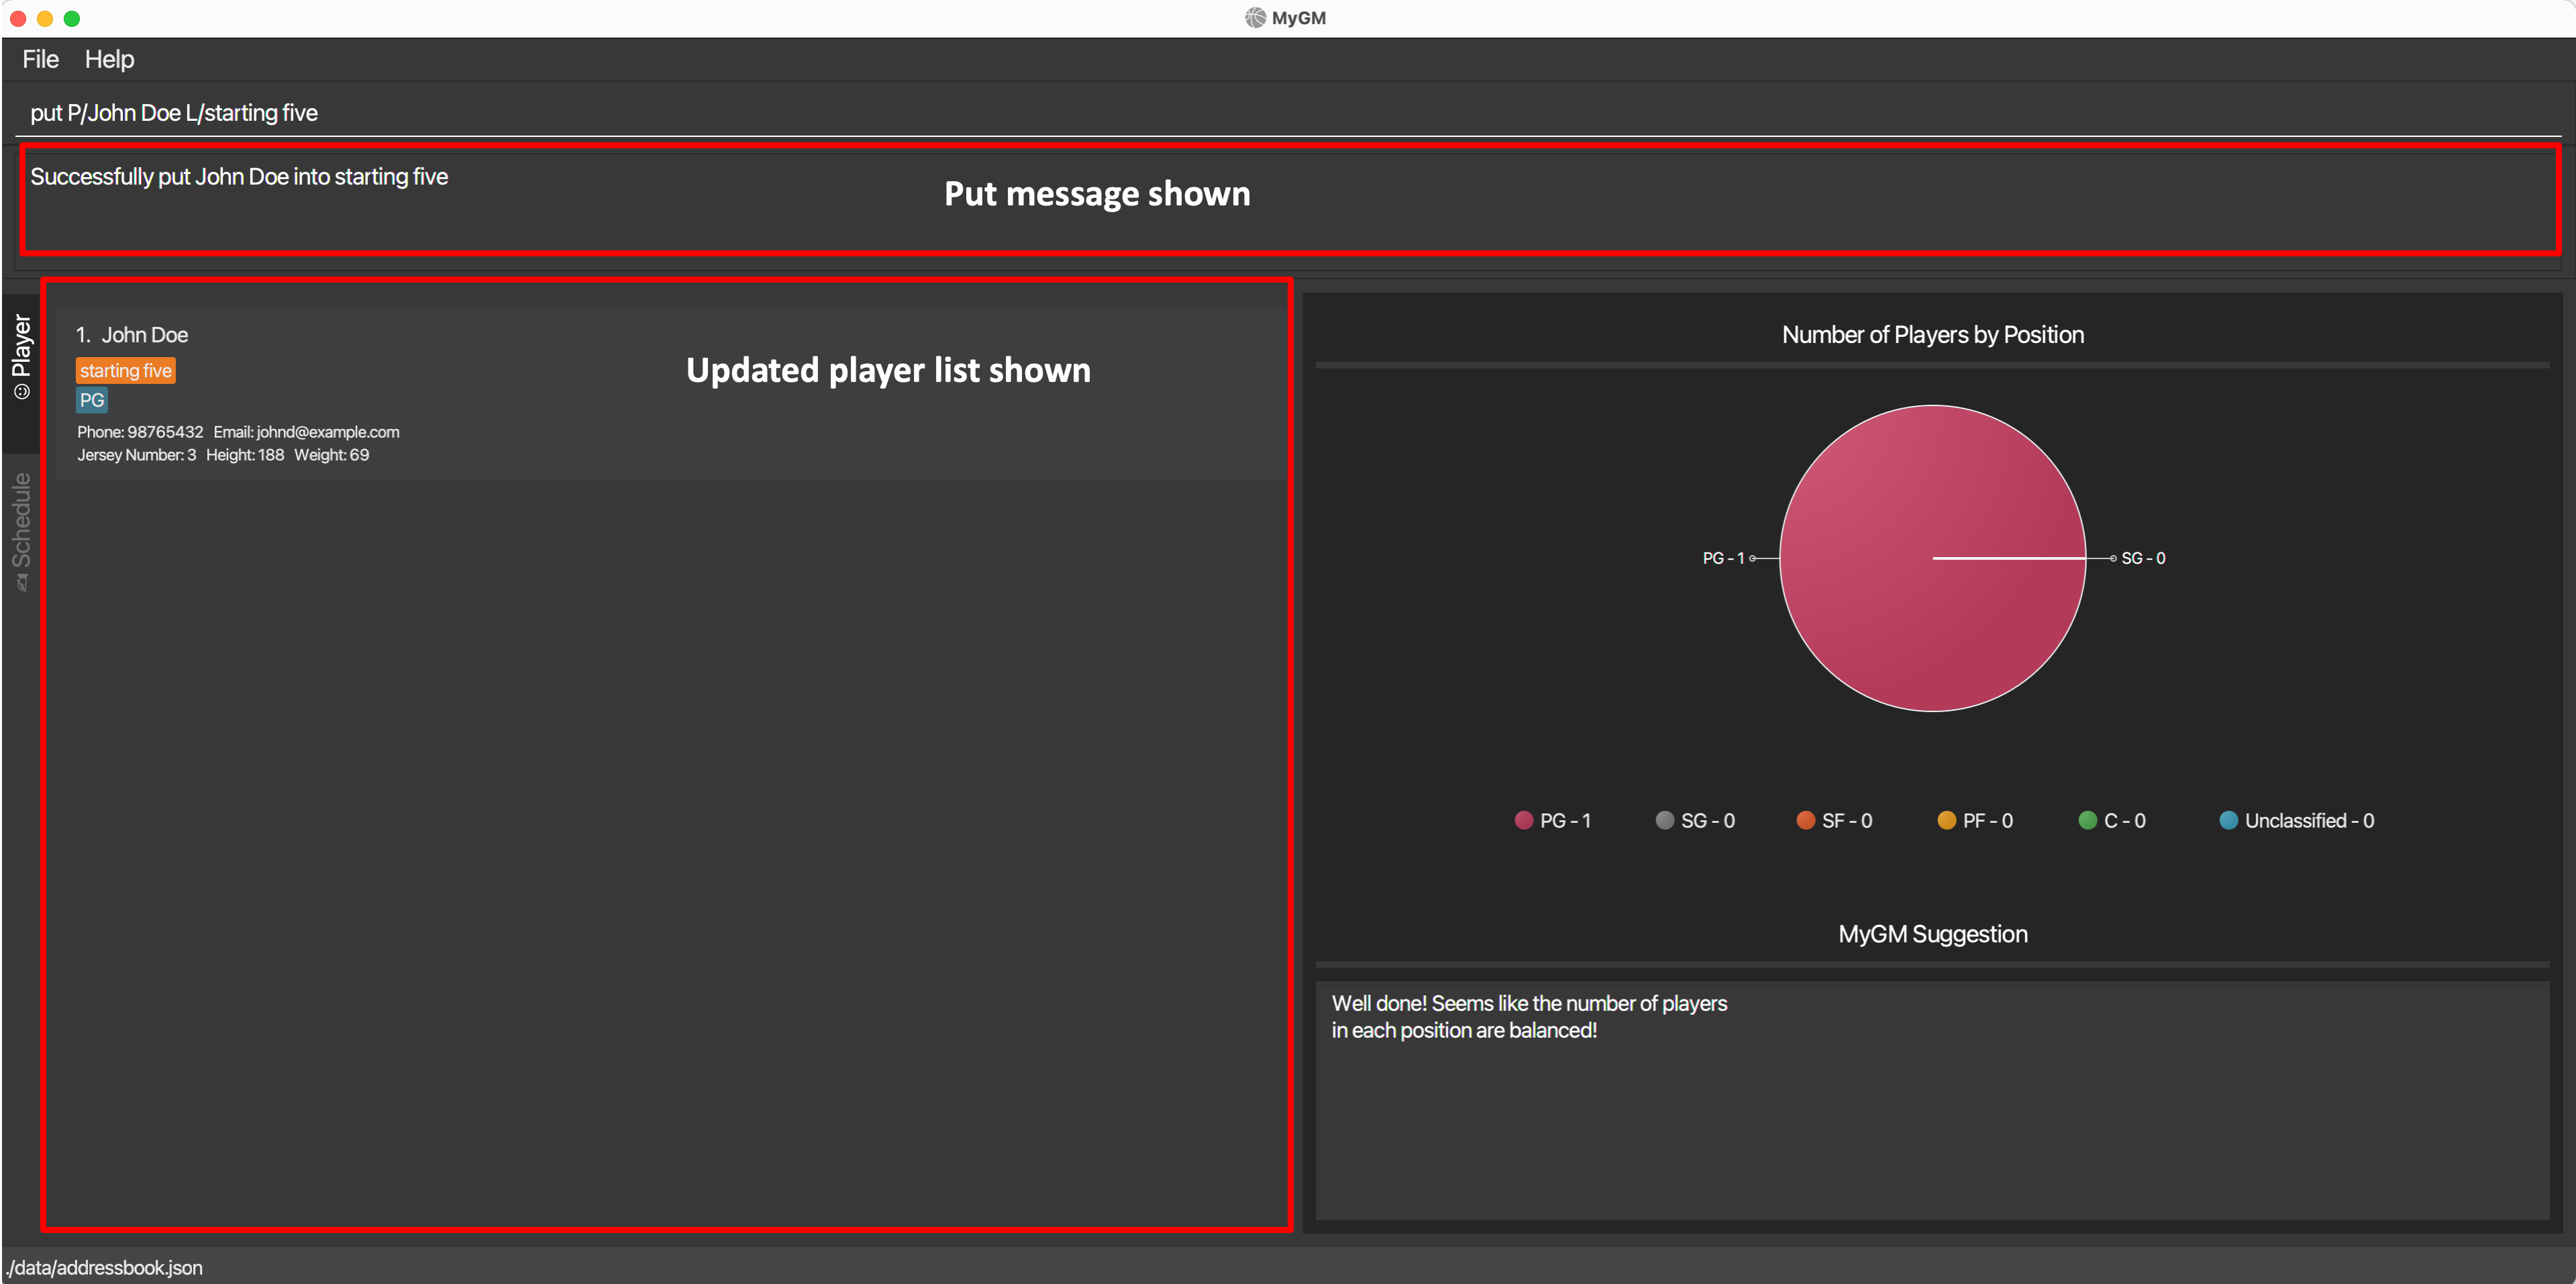 MyGM
File Help
put P/John Doe L/starting five
Successfully put John Doe into starting five
Put message shown
Player
Schedule
1. John Doe
starting five
PG
Phone: 98765432 Email: johnd@example.com
Jersey Number: 3 Height: 188 Weight: 69
Updated player list shown
Number of Players by Position
PG - 1
SG - 0
PG - 1 SG - 0 SF - 0 PF - 0 C - 0 Unclassified - 0
MyGM Suggestion
Well done! Seems like the number of players
in each position are balanced!
./data/addressbook.json